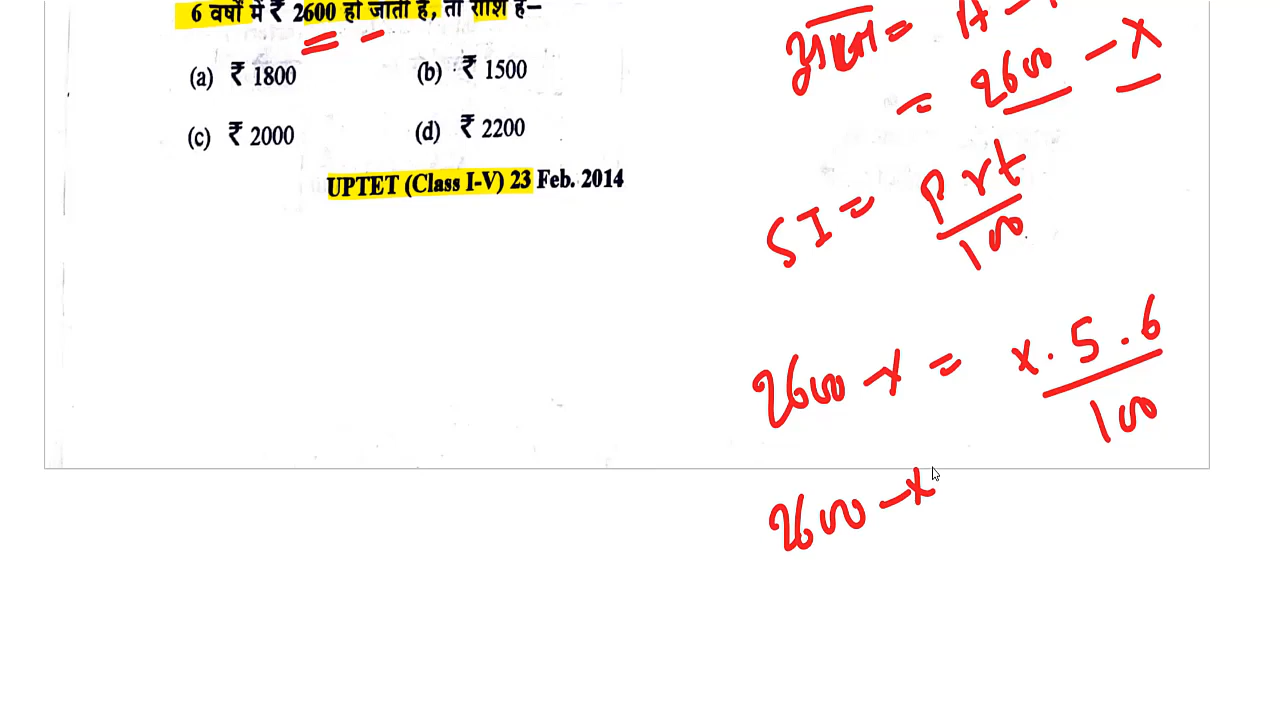 6 वर्षों में ₹ 2600 हो जाती है, तो राशि है–
(a) ₹ 1800 (b) ₹ 1500
(c) ₹ 2000 (d) ₹ 2200
UPTET (Class I-V) 23 Feb. 2014
= A –
= 2600 – x
SI = prt / 100
2600 – x = x . 5 . 6 / 100
2600 – x